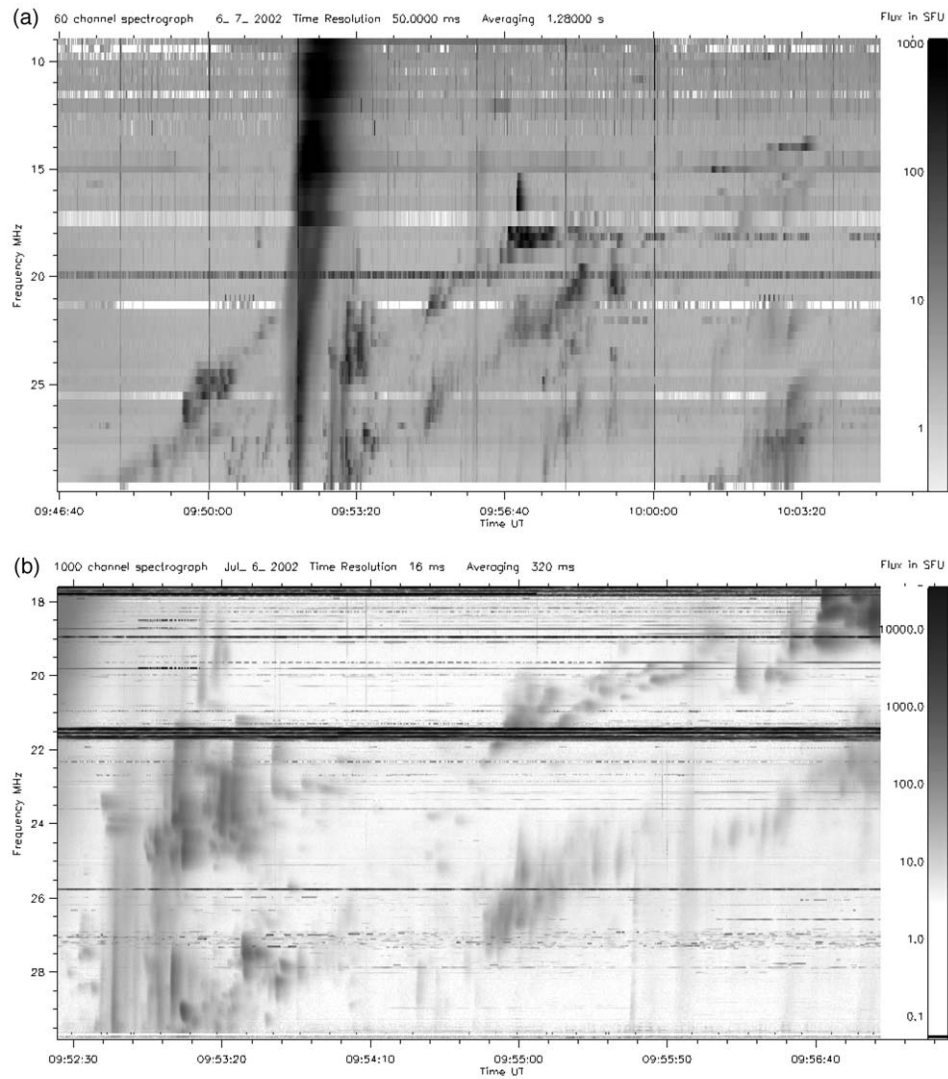 (a) 60 channel spectrograph 6_ 7_ 2002 Time Resolution 50.0000 ms Averaging 1.28000 s Flux in SFU
1000
10
15
100
Frequency MHz
20
10
25
1
09:46:40 09:50:00 09:53:20 09:56:40 10:00:00 10:03:20
Time UT
(b) 1000 channel spectrograph Jul_ 6_ 2002 Time Resolution 16 ms Averaging 320 ms Flux in SFU
18
10000.0
20
1000.0
22
Frequency MHz
100.0
24
10.0
26
1.0
28
0.1
09:52:30 09:53:20 09:54:10 09:55:00 09:55:50 09:56:40
Time UT